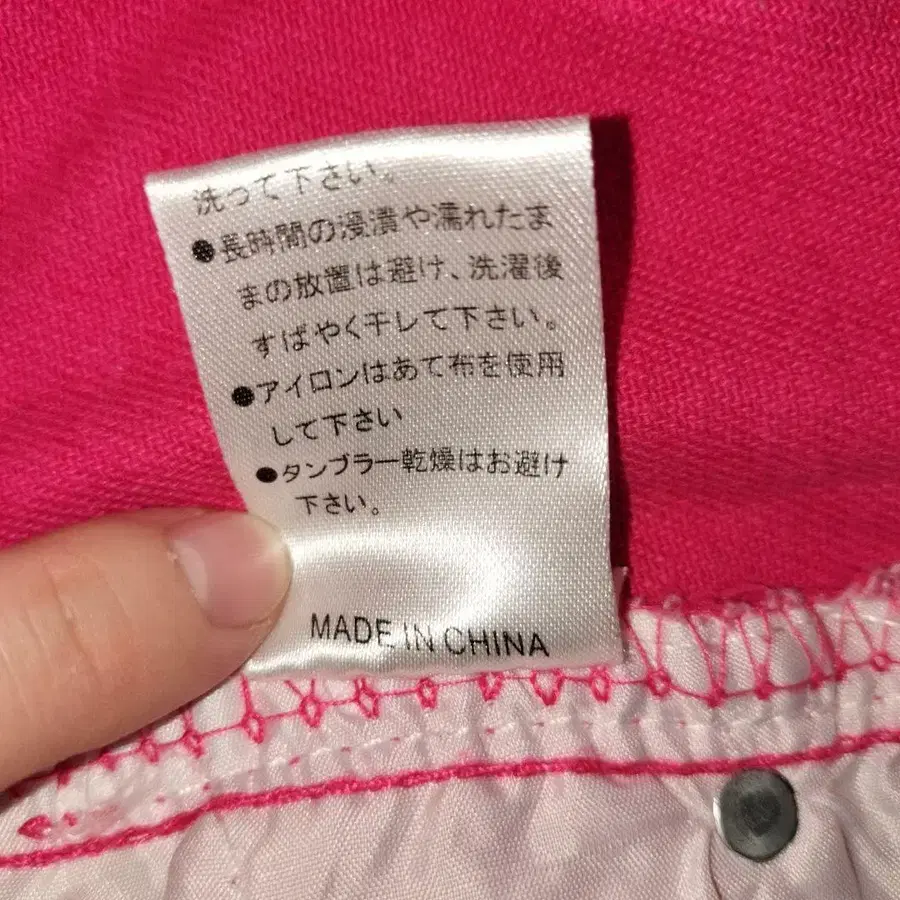 洗って下さい。
●長時間の浸漬や濡れたま
まの放置は避け、洗濯後
すばやく干して下さい。
●アイロンはあて布を使用
して下さい
●タンブラー乾燥はお避け
下さい。
MADE IN CHINA